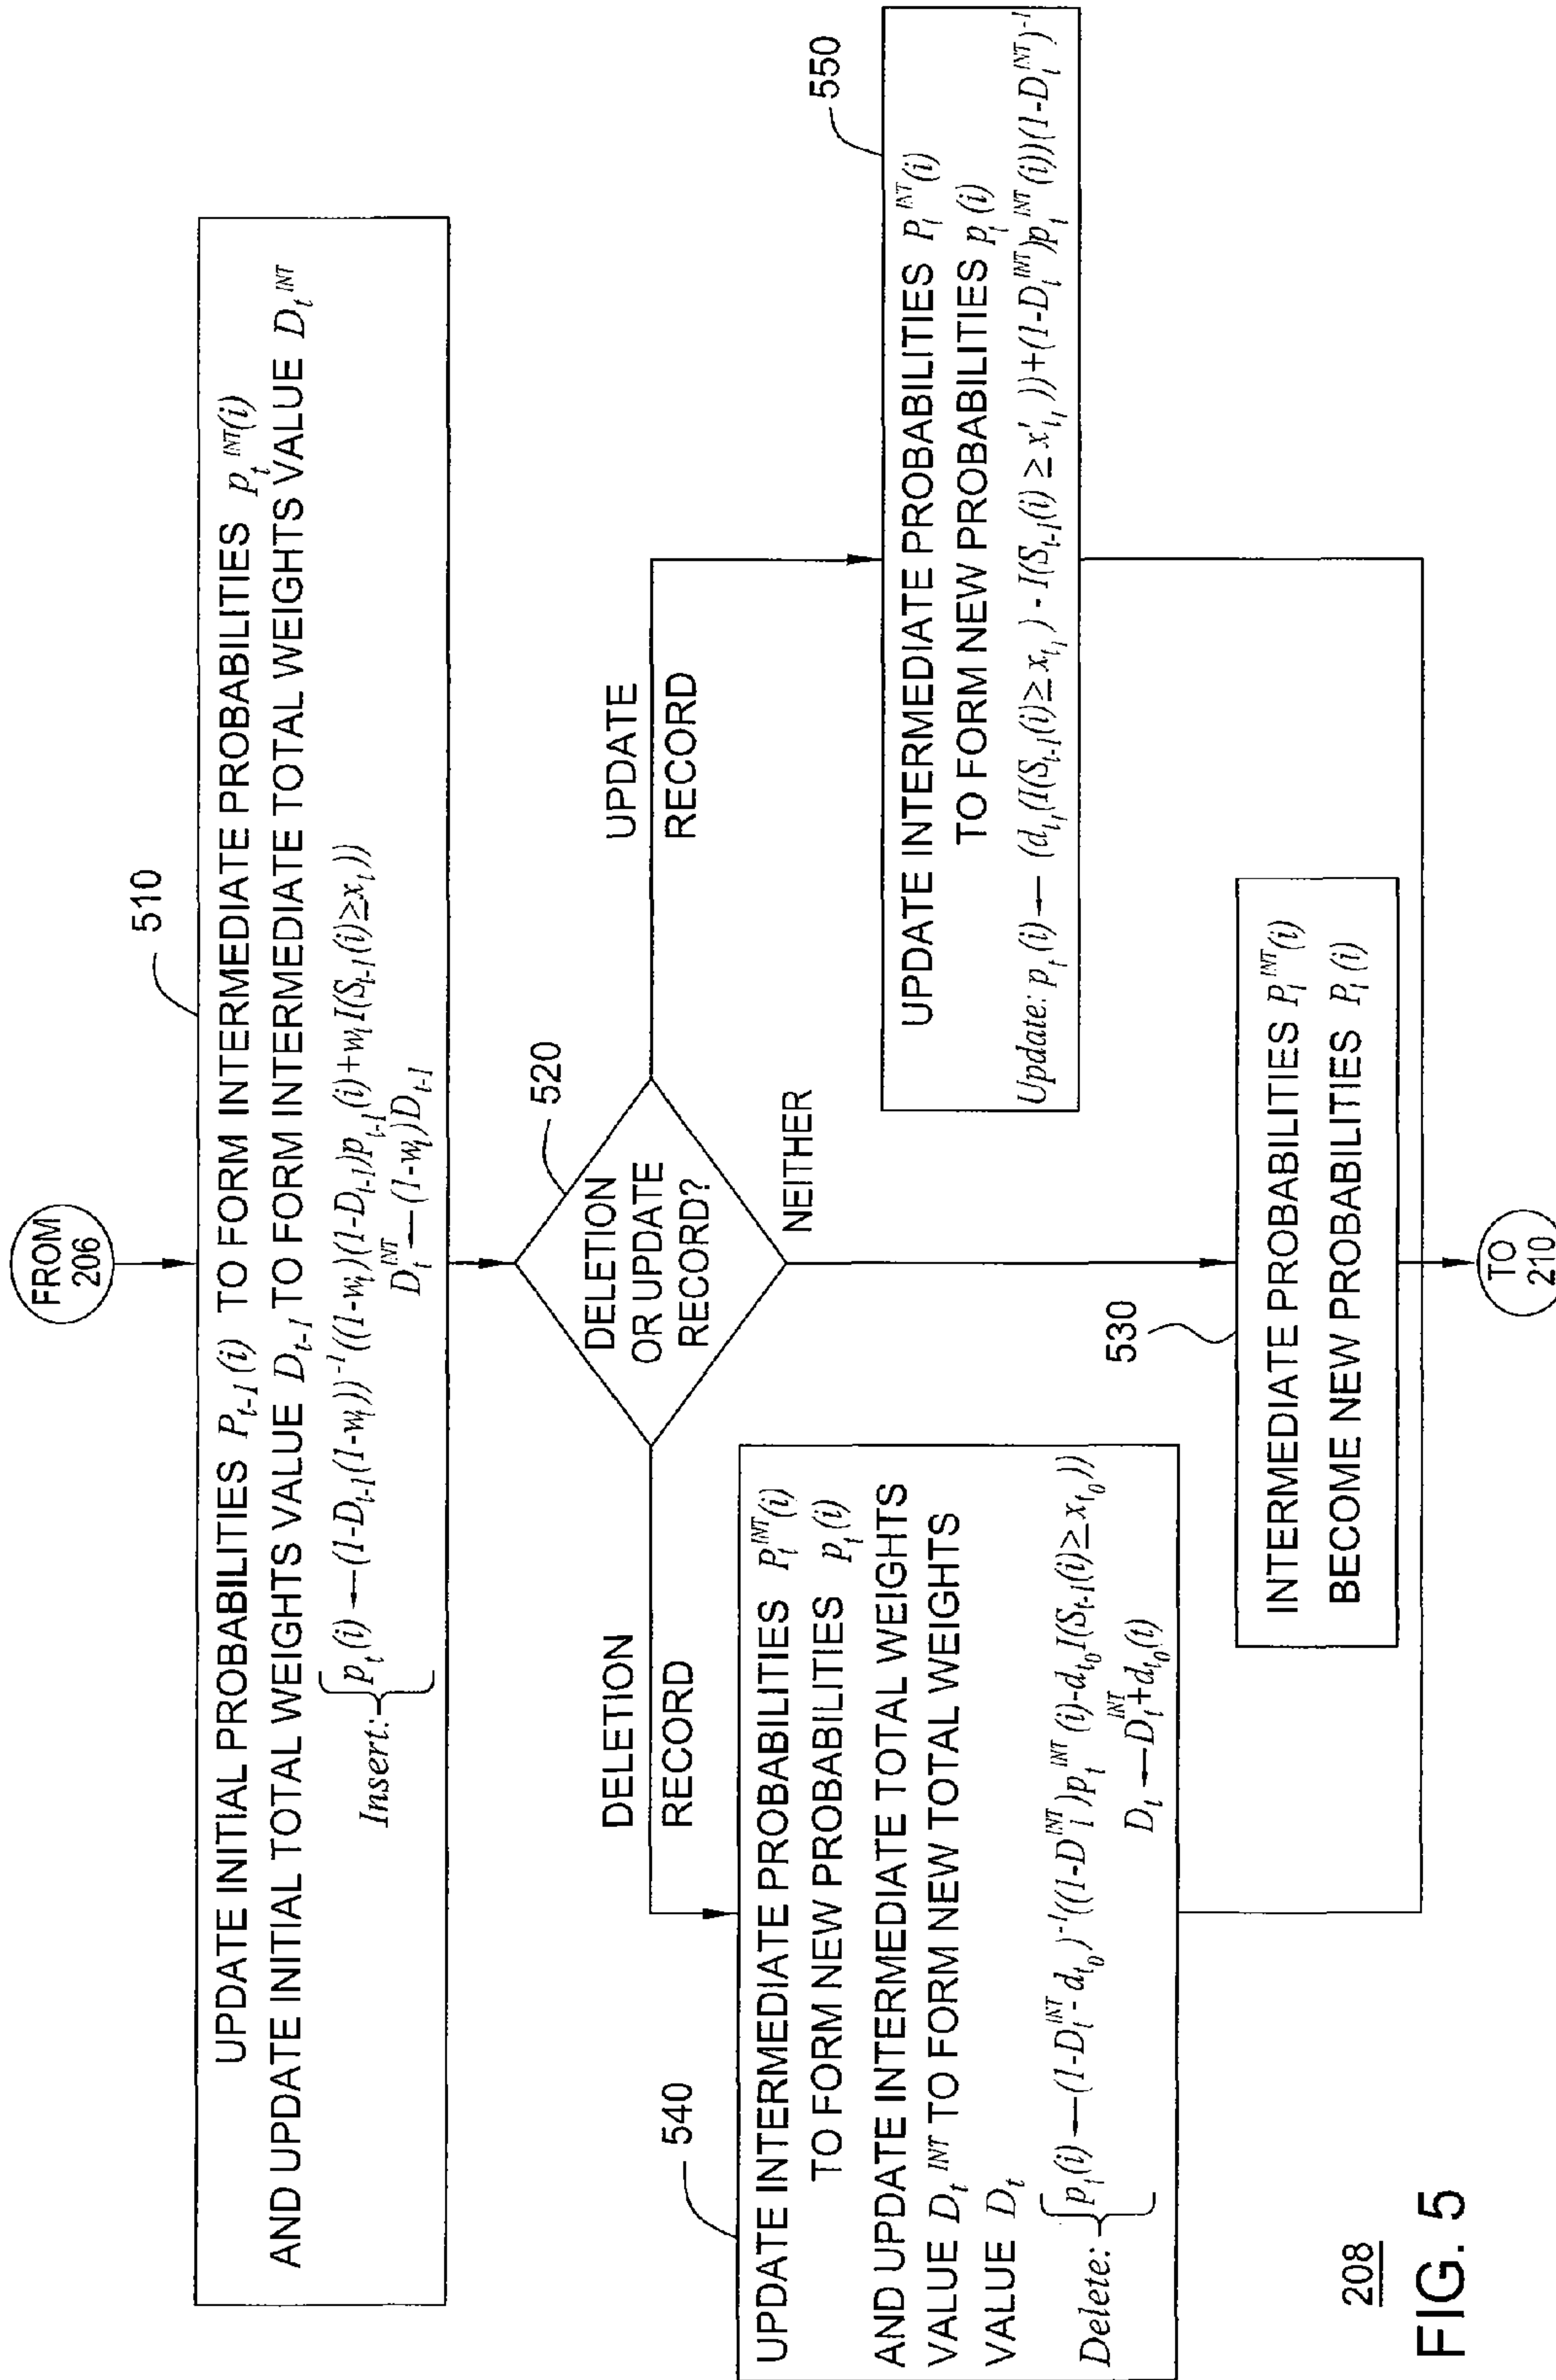 FROM
206
510
UPDATE INITIAL PROBABILITIES P_{t-1}(i) TO FORM INTERMEDIATE PROBABILITIES p_t^{INT}(i)
AND UPDATE INITIAL TOTAL WEIGHTS VALUE D_{t-1} TO FORM INTERMEDIATE TOTAL WEIGHTS VALUE D_t^{INT}
Insert: { p_t(i) ← (1-D_{t-1}(1-w_t))^{-1}((1-w_t)(1-D_{t-1})p_{t-1}(i)+w_t I(S_{t-1}(i)≥x_t))
D_t^{INT} ← (1-w_t)D_{t-1}
520
DELETION
OR UPDATE
RECORD?
DELETION
RECORD
UPDATE
RECORD
NEITHER
540
UPDATE INTERMEDIATE PROBABILITIES P_t^{INT}(i)
TO FORM NEW PROBABILITIES p_t(i)
AND UPDATE INTERMEDIATE TOTAL WEIGHTS
VALUE D_t^{INT} TO FORM NEW TOTAL WEIGHTS
VALUE D_t
Delete: { p_t(i) ← (1-D_t^{INT}-d_{t_0})^{-1}((1-D_t^{INT})p_t^{INT}(i)-d_{t_0}I(S_{t-1}(i)≥x_{t_0}))
D_t ← D_t^{INT}+d_{t_0}(t)
530
INTERMEDIATE PROBABILITIES P_t^{INT}(i)
BECOME NEW PROBABILITIES P_t(i)
550
UPDATE INTERMEDIATE PROBABILITIES P_t^{INT}(i)
TO FORM NEW PROBABILITIES p_t(i)
Update: p_t(i) ← (d_{t_1}(I(S_{t-1}(i)≥x_{t_1}) - I(S_{t-1}(i)≥x'_{t_1}))+(1-D_t^{INT})p_t^{INT}(i))(1-D_t^{INT})^{-1}
TO
210
208
FIG. 5